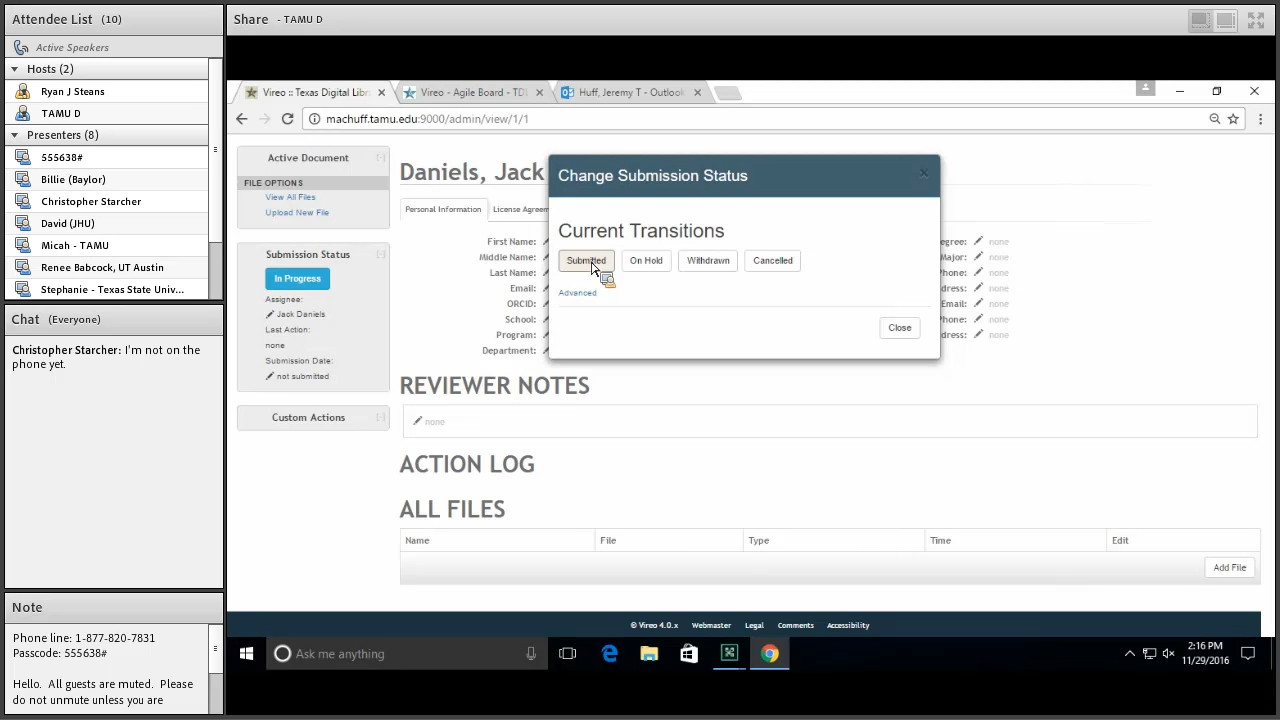 Attendee List (10)
Active Speakers
Hosts (2)
Ryan J Steans
TAMU D
Presenters (8)
555638#
Billie (Baylor)
Christopher Starcher
David (JHU)
Micah - TAMU
Renee Babcock, UT Austin
Stephanie - Texas State Univ...
Chat (Everyone)
Christopher Starcher: I'm not on the
phone yet.
Note
Phone line: 1-877-820-7831
Passcode: 555638#
Hello. All guests are muted. Please
do not unmute unless you are
Share - TAMU D
Vireo :: Texas Digital Libr
Vireo - Agile Board - TDL
Huff, Jeremy T - Outlook
machuff.tamu.edu:9000/admin/view/1/1
Active Document [-]
FILE OPTIONS
View All Files
Upload New File
Submission Status [-]
In Progress
Assignee:
Jack Daniels
Last Action:
none
Submission Date:
not submitted
Custom Actions [-]
Daniels, Jack
Personal Information
License Agreem
First Name:
Middle Name:
Last Name:
Email:
ORCID:
School:
Program:
Department:
egree: none
Major: none
Phone: none
dress: none
Email: none
Phone: none
dress: none
Change Submission Status ×
Current Transitions
Submitted
On Hold
Withdrawn
Cancelled
Advanced
Close
REVIEWER NOTES
none
ACTION LOG
ALL FILES
Name File Type Time Edit
Add File
© Vireo 4.0.x Webmaster Legal Comments Accessibility
Ask me anything
2:16 PM
11/29/2016